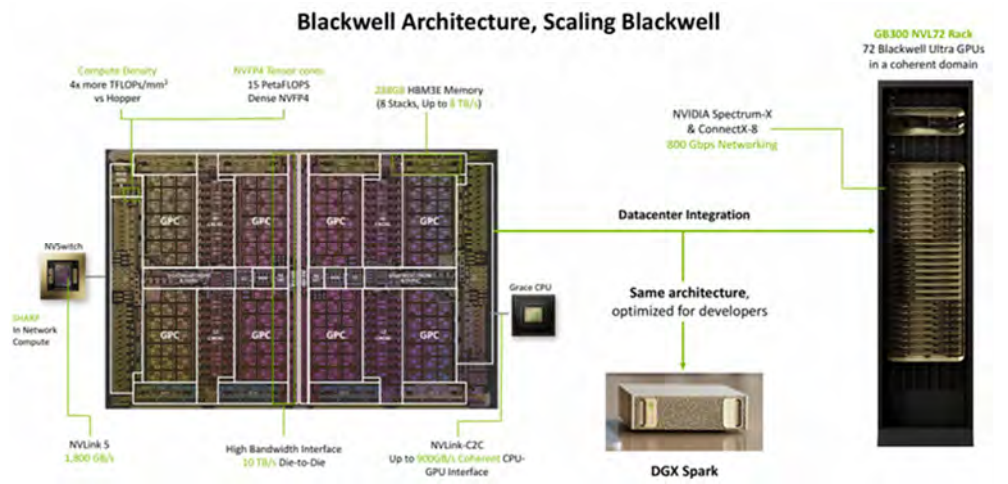 Blackwell Architecture, Scaling Blackwell
GB300 NVL72 Rack
72 Blackwell Ultra GPUs
in a coherent domain
Compute Density
4x more TFLOPs/mm²
vs Hopper
NVFP4 Tensor cores
15 PetaFLOPS
Dense NVFP4
288GB HBM3E Memory
(8 Stacks, Up to 8 TB/s)
NVIDIA Spectrum-X
& ConnectX-8
800 Gbps Networking
GPC
GPC
GPC
GPC
Datacenter Integration
NVSwitch
Grace CPU
Same architecture,
optimized for developers
SHARP
In Network
Compute
GPC
GPC
GPC
GPC
NVLink 5
1,800 GB/s
High Bandwidth Interface
10 TB/s Die-to-Die
NVLink-C2C
Up to 900GB/s Coherent CPU-
GPU Interface
DGX Spark